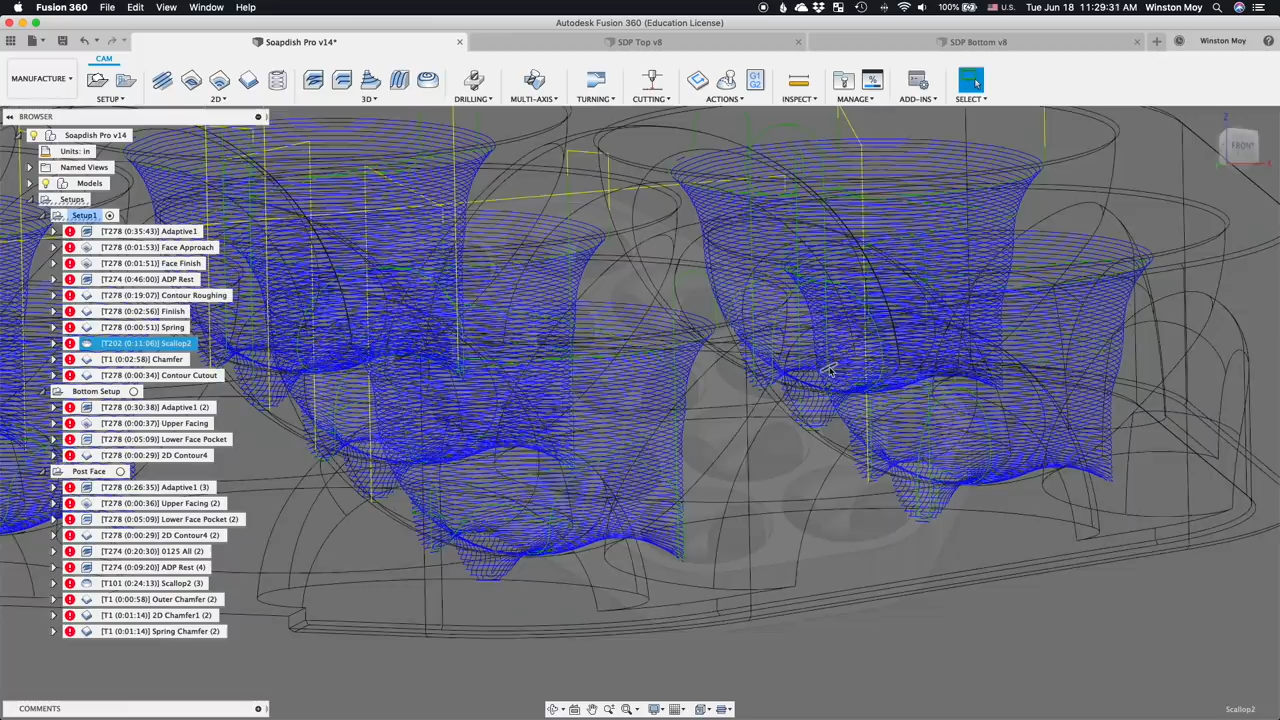 Fusion 360 File Edit View Window Help 100% U.S. Tue Jun 18 11:29:31 AM Winston Moy
Autodesk Fusion 360 (Education License)
Soapdish Pro v14* SDP Top v8 SDP Bottom v8 Winston Moy
CAM
MANUFACTURE
G1
G2
SETUP 2D 3D DRILLING MULTI-AXIS TURNING CUTTING ACTIONS INSPECT MANAGE ADD-INS SELECT
BROWSER
Soapdish Pro v14
Units: in
Named Views
Models
Setups
Setup1
[T278 (0:35:43)] Adaptive1
[T278 (0:01:53)] Face Approach
[T278 (0:01:51)] Face Finish
[T274 (0:46:00)] ADP Rest
[T278 (0:19:07)] Contour Roughing
[T278 (0:02:56)] Finiish
[T278 (0:00:51)] Spring
[T202 (0:11:06)] Scallop2
[T1 (0:02:58)] Chamfer
[T278 (0:00:34)] Contour Cutout
Bottom Setup
[T278 (0:30:38)] Adaptive1 (2)
[T278 (0:00:37)] Upper Facing
[T278 (0:05:09)] Lower Face Pocket
[T278 (0:00:29)] 2D Contour4
Post Face
[T278 (0:26:35)] Adaptive1 (3)
[T278 (0:00:36)] Upper Facing (2)
[T278 (0:05:09)] Lower Face Pocket (2)
[T278 (0:00:29)] 2D Contour4 (2)
[T274 (0:20:30)] 0125 All (2)
[T274 (0:09:20)] ADP Rest (4)
[T101 (0:24:13)] Scallop2 (3)
[T1 (0:00:58)] Outer Chamfer (2)
[T1 (0:01:14)] 2D Chamfer1 (2)
[T1 (0:01:14)] Spring Chamfer (2)
Z
FRONT
X
COMMENTS
Scallop2